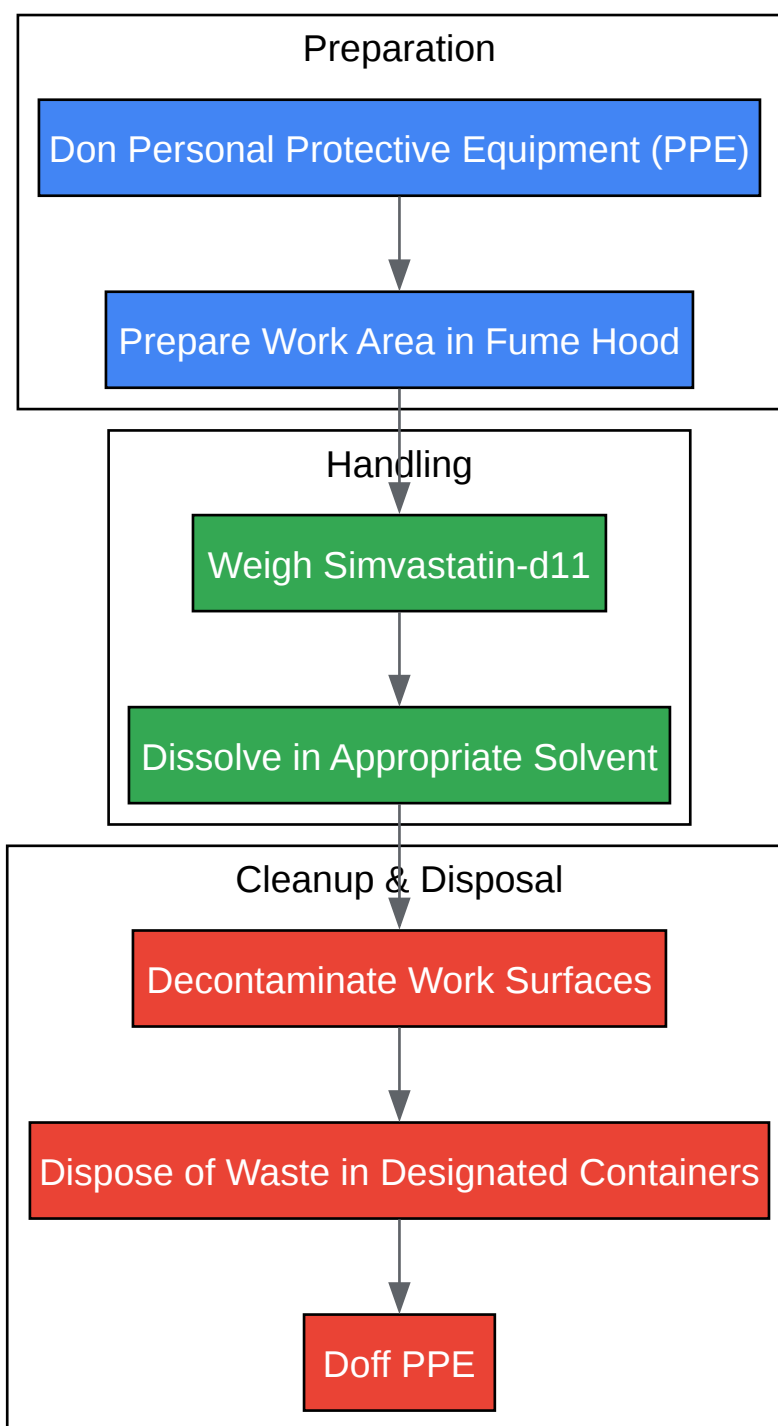 Preparation
Don Personal Protective Equipment (PPE)
Prepare Work Area in Fume Hood
Handling
Weigh Simvastatin-d11
Dissolve in Appropriate Solvent
Cleanup & Disposal
Decontaminate Work Surfaces
Dispose of Waste in Designated Containers
Doff PPE